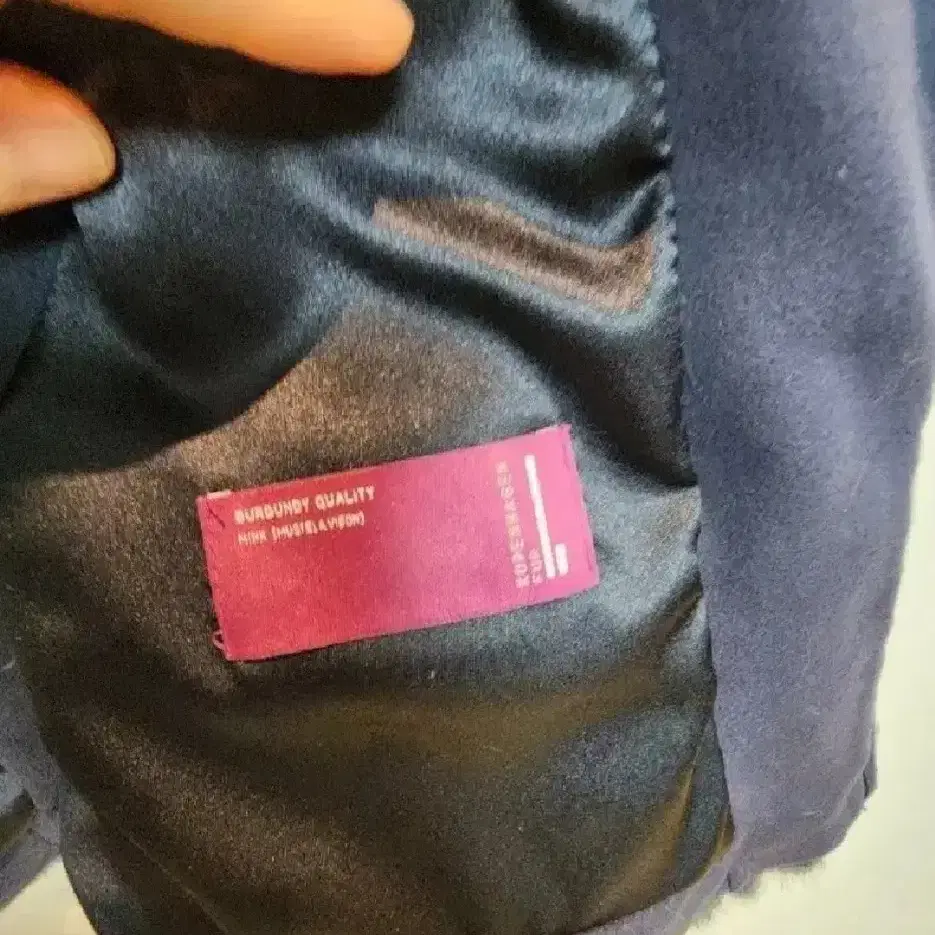 BURGUNDY QUALITY
MINK (MUSTELA VISON)
KOPENHAGEN
FUR